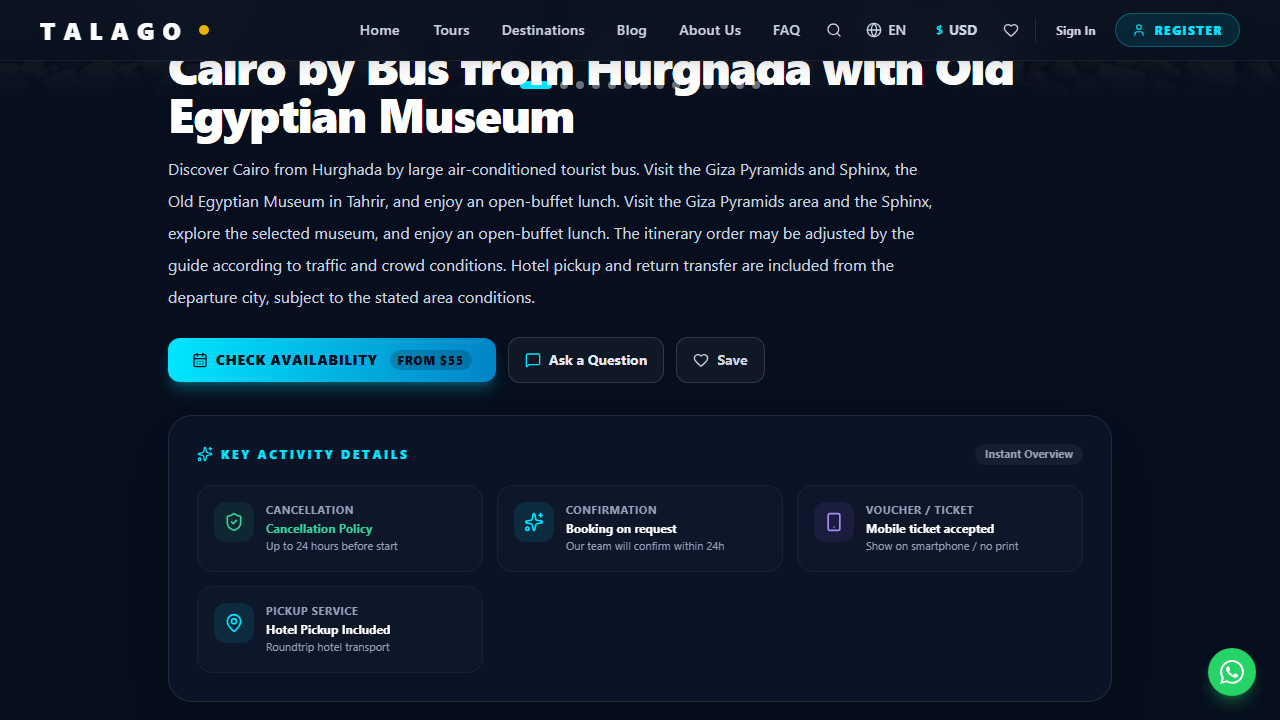 TALAGO
Home
Tours
Destinations
Blog
About Us
FAQ
EN
$ USD
Sign In
REGISTER
Cairo by Bus from Hurghada with Old
Egyptian Museum
Discover Cairo from Hurghada by large air-conditioned tourist bus. Visit the Giza Pyramids and Sphinx, the
Old Egyptian Museum in Tahrir, and enjoy an open-buffet lunch. Visit the Giza Pyramids area and the Sphinx,
explore the selected museum, and enjoy an open-buffet lunch. The itinerary order may be adjusted by the
guide according to traffic and crowd conditions. Hotel pickup and return transfer are included from the
departure city, subject to the stated area conditions.
CHECK AVAILABILITY FROM $55
Ask a Question
Save
KEY ACTIVITY DETAILS
Instant Overview
CANCELLATION
Cancellation Policy
Up to 24 hours before start
CONFIRMATION
Booking on request
Our team will confirm within 24h
VOUCHER / TICKET
Mobile ticket accepted
Show on smartphone / no print
PICKUP SERVICE
Hotel Pickup Included
Roundtrip hotel transport